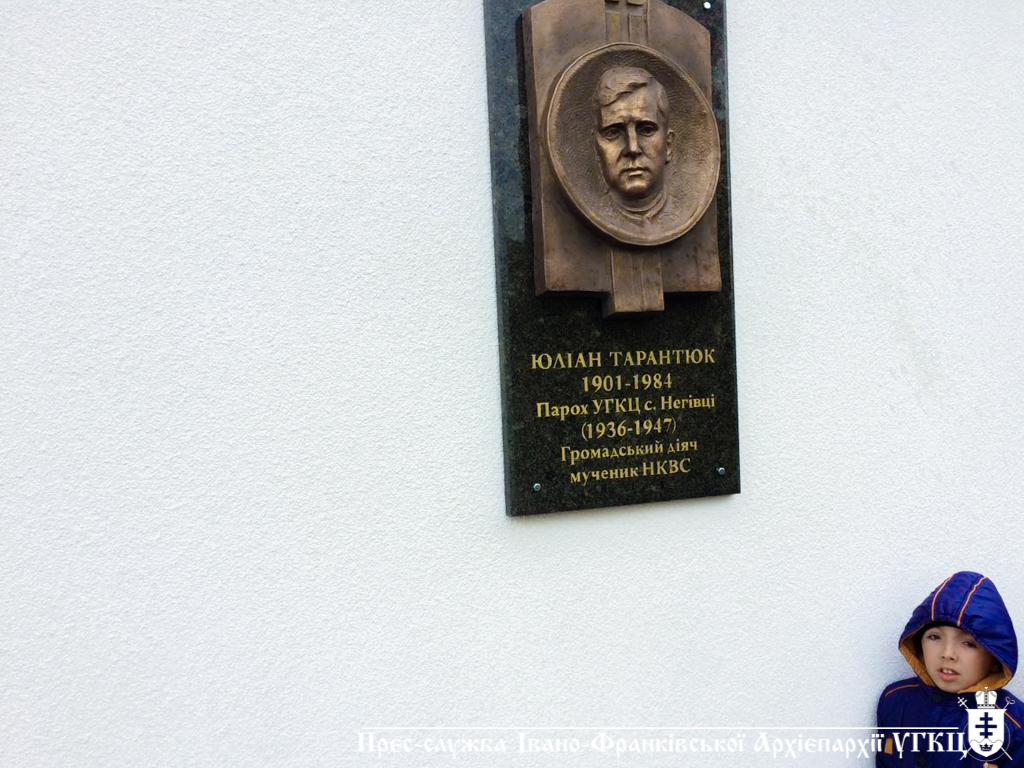 ЮЛІАН ТАРАНТЮК
1901-1984
Парох УГКЦ с. Негівці
(1936-1947)
Громадський діяч
мученик НКВС
Прес-служба Івано-Франківської Архієпархії УГКЦ